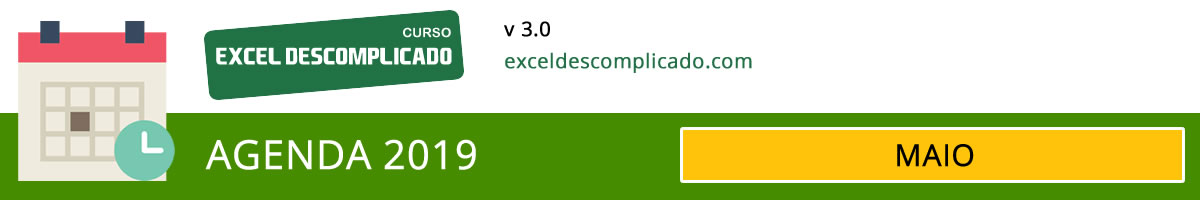 CURSO
EXCEL DESCOMPLICADO
v 3.0
exceldescomplicado.com
AGENDA 2019
MAIO